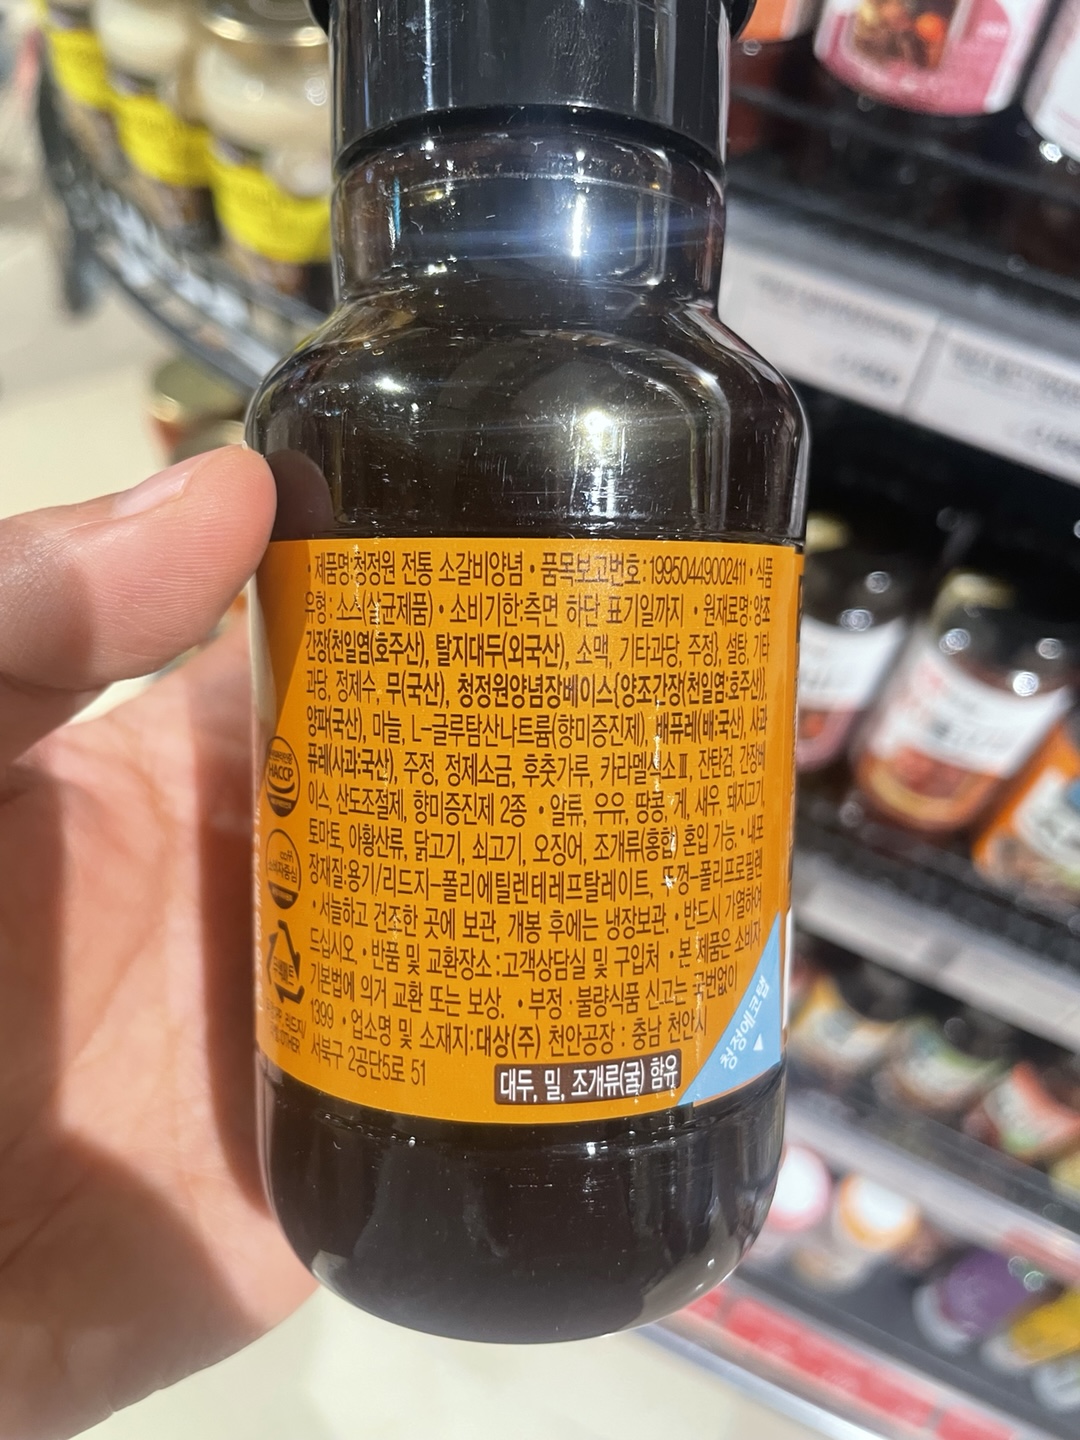 • 제품명:청정원 전통 소갈비양념 • 품목보고번호:19950449002411 • 식품
유형 : 소스(살균제품) • 소비기한:측면 하단 표기일까지 • 원재료명:양조
간장{천일염(호주산), 탈지대두(외국산), 소맥, 기타과당, 주정}, 설탕, 기타
과당, 정제수, 무(국산), 청정원양념장베이스{양조간장(천일염:호주산)},
양파(국산), 마늘, L-글루탐산나트륨(향미증진제), 배퓨레(배:국산), 사과
퓨레(사과:국산), 주정, 정제소금, 후춧가루, 카라멜색소Ⅲ, 잔탄검, 간장베
이스, 산도조절제, 향미증진제 2종 • 알류, 우유, 땅콩, 게, 새우, 돼지고기,
토마토, 아황산류, 닭고기, 쇠고기, 오징어, 조개류(홍합) 혼입 가능 • 내포
장재질:용기/리드지-폴리에틸렌테레프탈레이트, 뚜껑-폴리프로필렌
• 서늘하고 건조한 곳에 보관, 개봉 후에는 냉장보관. • 반드시 가열하여
드십시오. • 반품 및 교환장소:고객상담실 및 구입처 • 본 제품은 소비자
기본법에 의거 교환 또는 보상. • 부정·불량식품 신고는 국번없이
1399 • 업소명 및 소재지:대상(주) 천안공장 : 충남 천안시
서북구 2공단5로 51
대두, 밀, 조개류(굴) 함유
청정에코탭
HACCP
소비자중심
OTHER